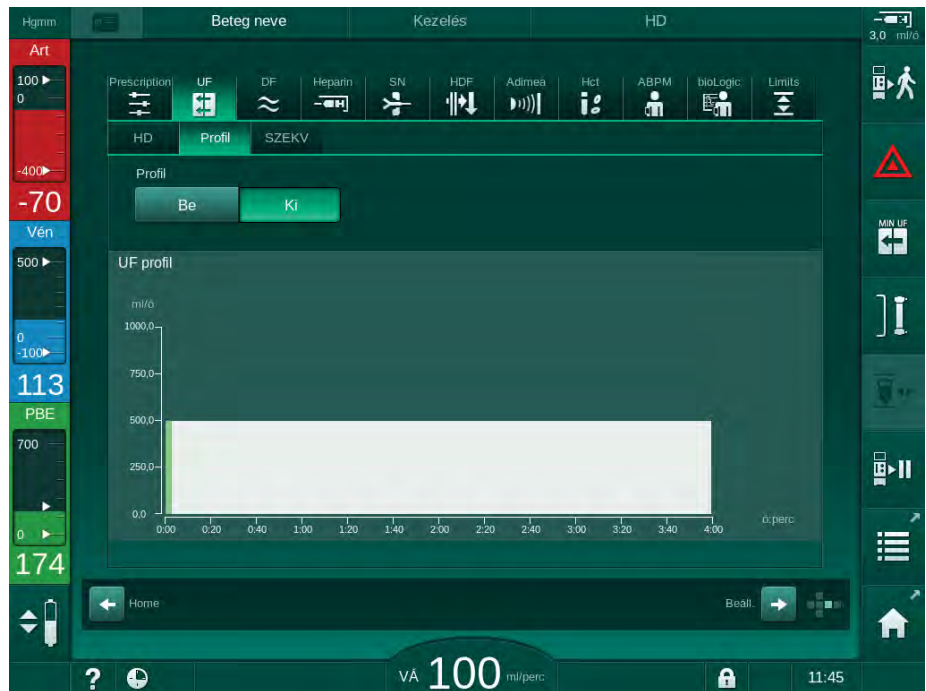 Hgmm
Beteg neve
Kezelés
HD
3,0 ml/ó
Art
100
0
-400
-70
Vén
500
0
-100
113
PBE
700
0
174
Prescription
UF
DF
Heparin
SN
HDF
Adimea
Hct
ABPM
bioLogic
Limits
HD
Profil
SZEKV
Profil
Be
Ki
UF profil
ml/ó
1000,0
750,0
500,0
250,0
0,0
0:00 0:20 0:40 1:00 1:20 1:40 2:00 2:20 2:40 3:00 3:20 3:40 4:00
ó:perc
MIN UF
Home
Beáll.
?
VÁ 100 ml/perc
11:45